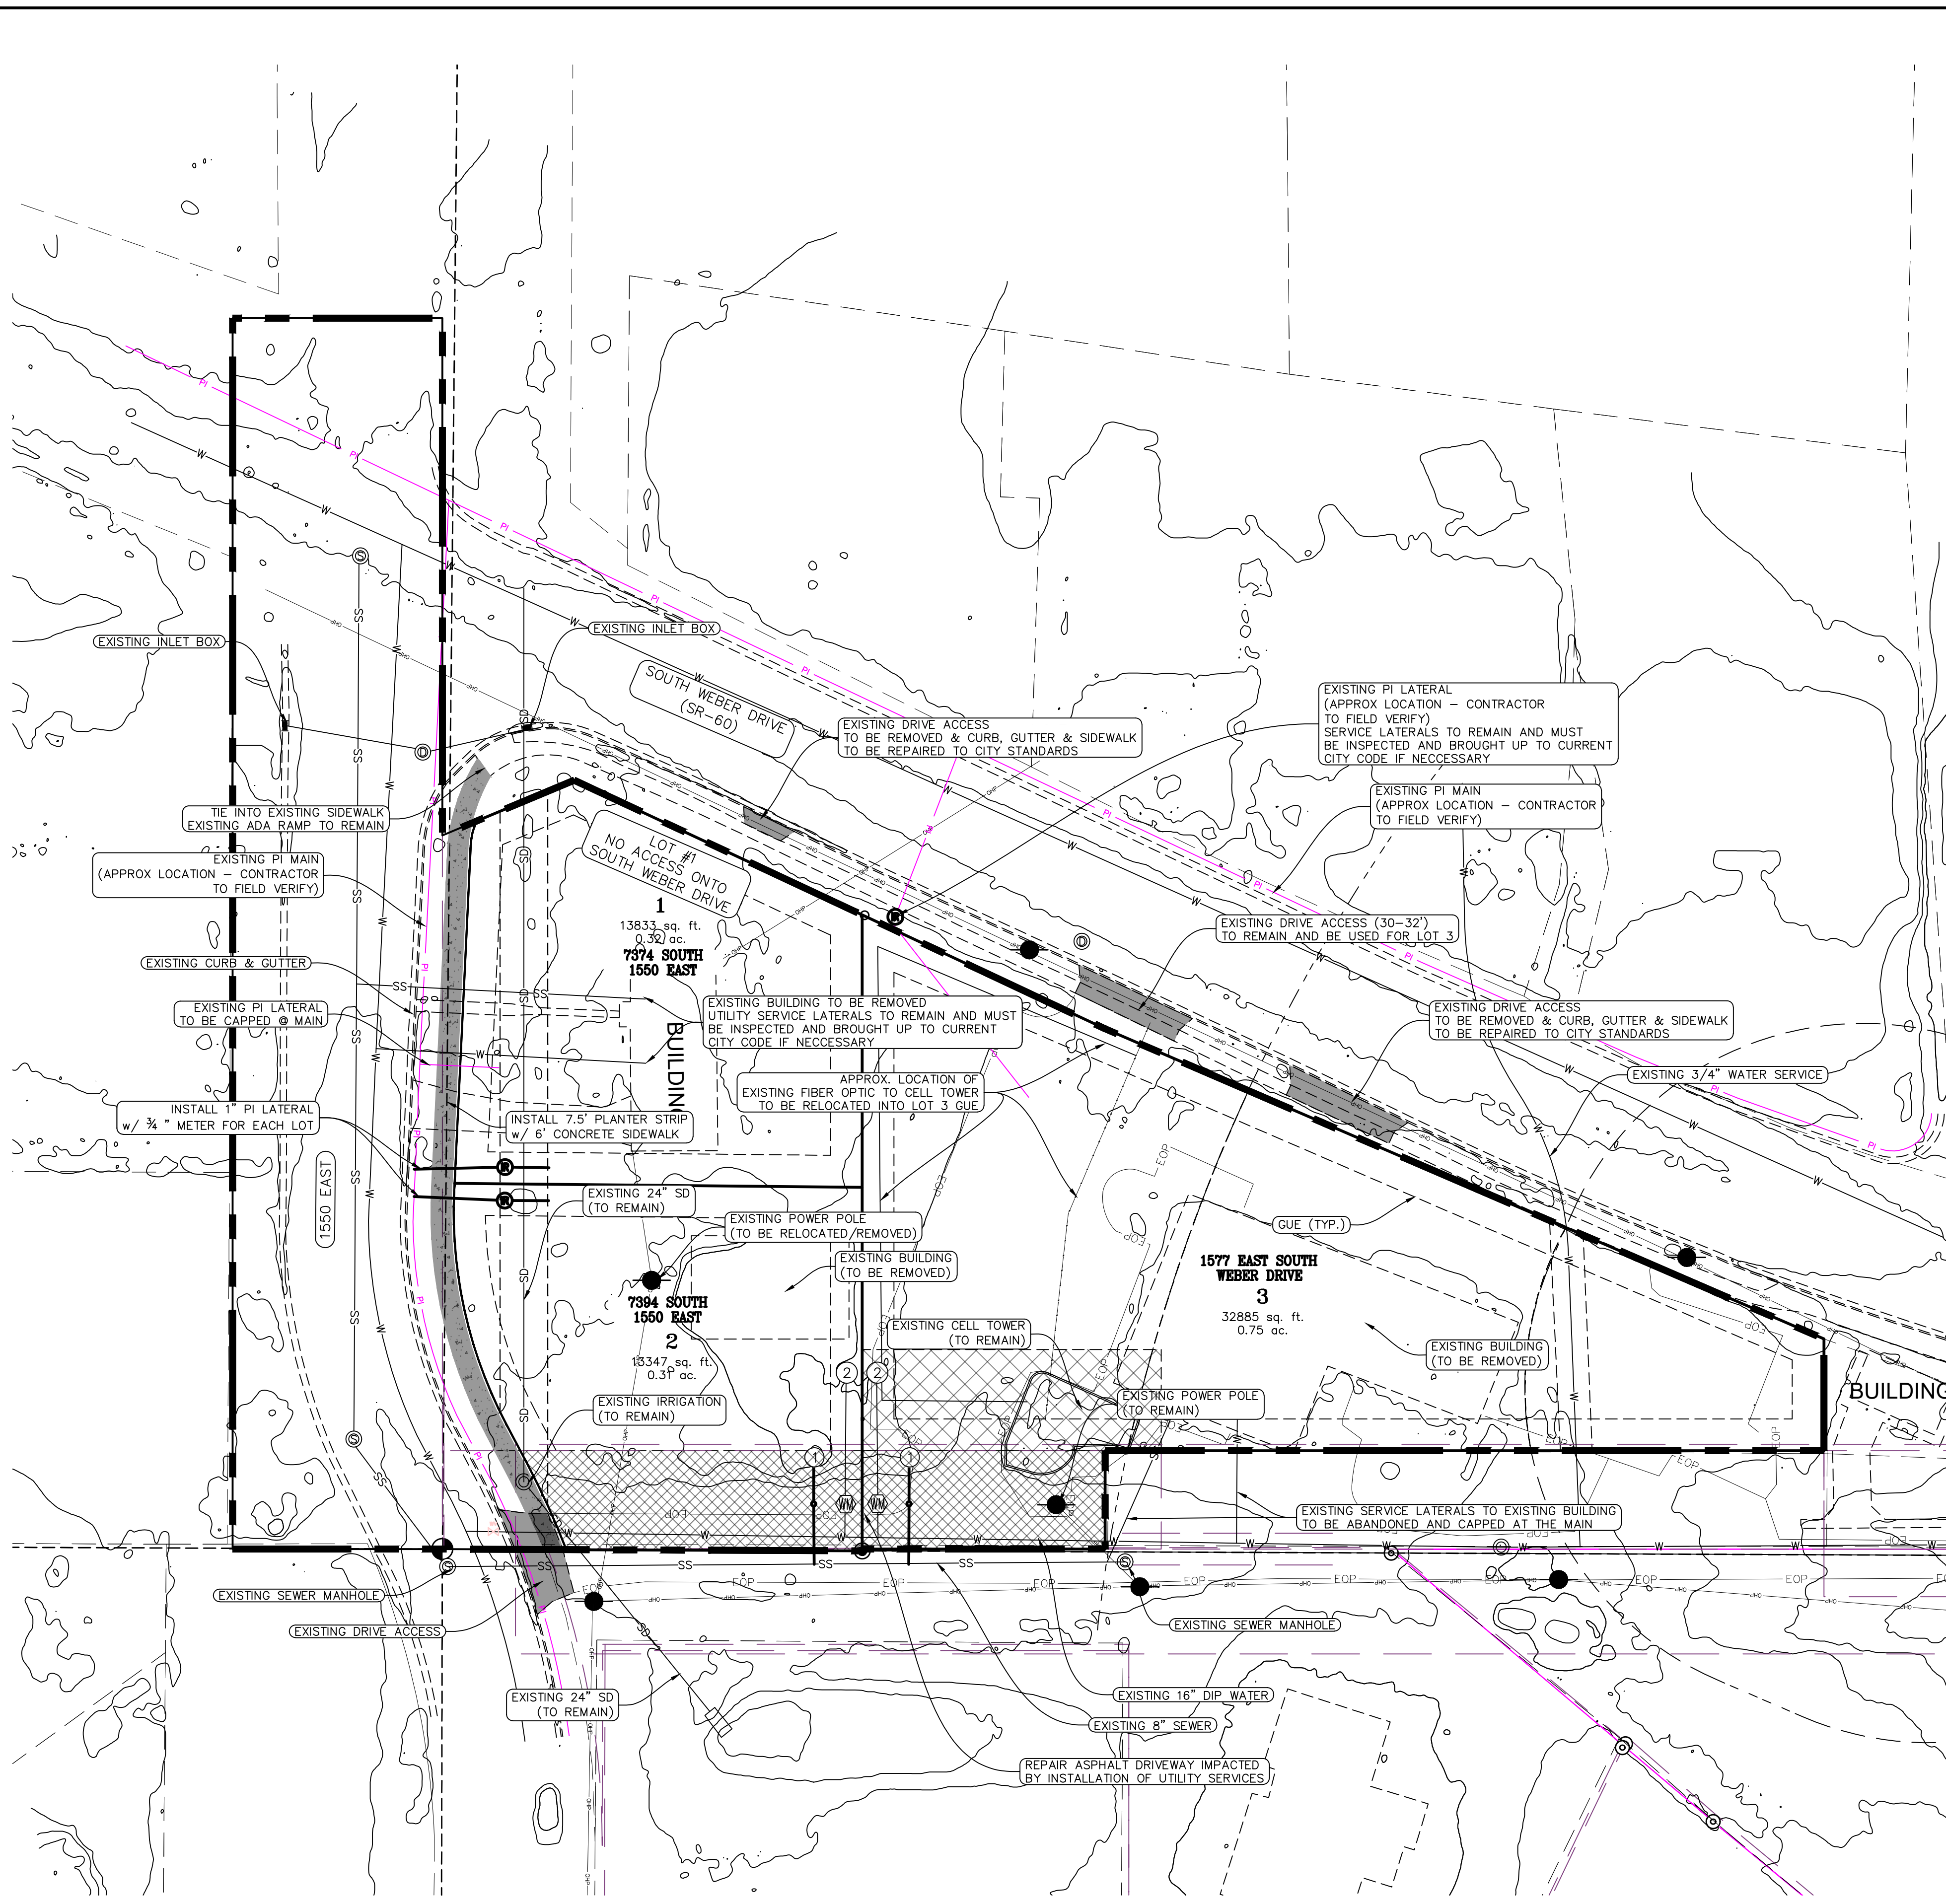 EXISTING INLET BOX
EXISTING INLET BOX
SOUTH WEBER DRIVE
(SR-60)
EXISTING DRIVE ACCESS
TO BE REMOVED & CURB, GUTTER & SIDEWALK
TO BE REPAIRED TO CITY STANDARDS
EXISTING PI LATERAL
(APPROX LOCATION – CONTRACTOR
TO FIELD VERIFY)
SERVICE LATERALS TO REMAIN AND MUST
BE INSPECTED AND BROUGHT UP TO CURRENT
CITY CODE IF NECCESSARY
EXISTING PI MAIN
(APPROX LOCATION – CONTRACTOR
TO FIELD VERIFY)
TIE INTO EXISTING SIDEWALK
EXISTING ADA RAMP TO REMAIN
EXISTING PI MAIN
(APPROX LOCATION – CONTRACTOR
TO FIELD VERIFY)
LOT #1
NO ACCESS ONTO
SOUTH WEBER DRIVE
1
13833 sq. ft.
0.32 ac.
7374 SOUTH
1550 EAST
EXISTING DRIVE ACCESS (30–32')
TO REMAIN AND BE USED FOR LOT 3
EXISTING CURB & GUTTER
EXISTING PI LATERAL
TO BE CAPPED @ MAIN
EXISTING BUILDING TO BE REMOVED
UTILITY SERVICE LATERALS TO REMAIN AND MUST
BE INSPECTED AND BROUGHT UP TO CURRENT
CITY CODE IF NECCESSARY
BUILDING
EXISTING DRIVE ACCESS
TO BE REMOVED & CURB, GUTTER & SIDEWALK
TO BE REPAIRED TO CITY STANDARDS
APPROX. LOCATION OF
EXISTING FIBER OPTIC TO CELL TOWER
TO BE RELOCATED INTO LOT 3 GUE
EXISTING 3/4" WATER SERVICE
INSTALL 1" PI LATERAL
w/ ¾ " METER FOR EACH LOT
INSTALL 7.5' PLANTER STRIP
w/ 6' CONCRETE SIDEWALK
1550 EAST
EXISTING 24" SD
(TO REMAIN)
EXISTING POWER POLE
(TO BE RELOCATED/REMOVED)
GUE (TYP.)
EXISTING BUILDING
(TO BE REMOVED)
1577 EAST SOUTH
WEBER DRIVE
3
32885 sq. ft.
0.75 ac.
7394 SOUTH
1550 EAST
2
13347 sq. ft.
0.31 ac.
EXISTING CELL TOWER
(TO REMAIN)
EXISTING BUILDING
(TO BE REMOVED)
EXISTING IRRIGATION
(TO REMAIN)
EXISTING POWER POLE
(TO REMAIN)
BUILDING
2
2
1
1
WM
WM
EXISTING SERVICE LATERALS TO EXISTING BUILDING
TO BE ABANDONED AND CAPPED AT THE MAIN
EXISTING SEWER MANHOLE
EXISTING DRIVE ACCESS
EXISTING SEWER MANHOLE
EXISTING 24" SD
(TO REMAIN)
EXISTING 16" DIP WATER
EXISTING 8" SEWER
REPAIR ASPHALT DRIVEWAY IMPACTED
BY INSTALLATION OF UTILITY SERVICES